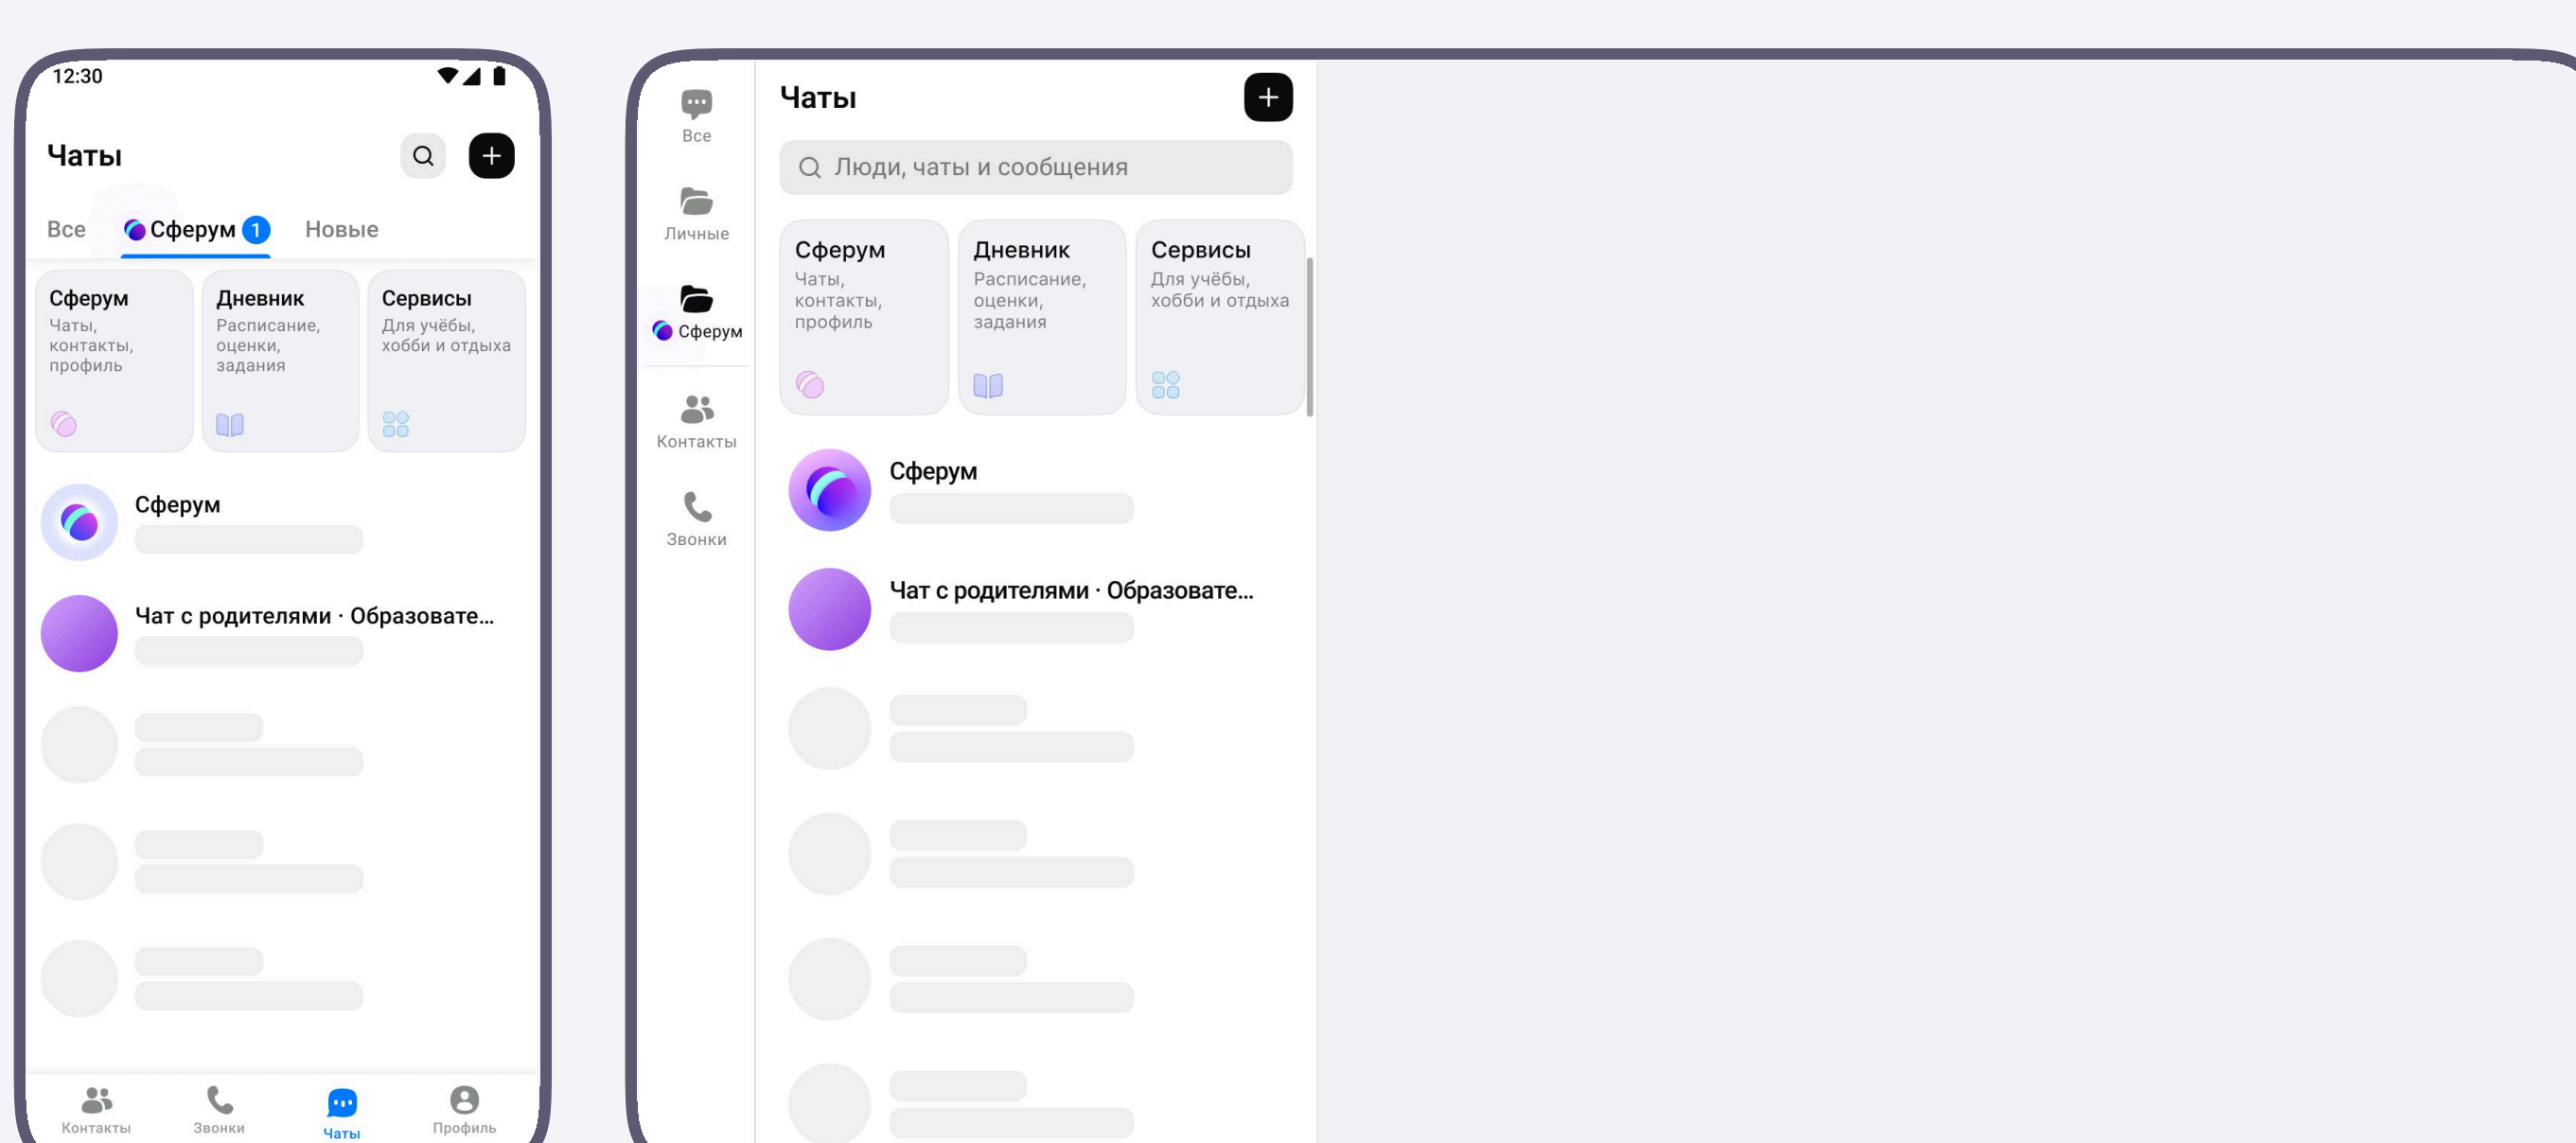 12:30
Чаты
Все
Сферум 1
Новые
Сферум
Чаты,
контакты,
профиль
Дневник
Расписание,
оценки,
задания
Сервисы
Для учёбы,
хобби и отдыха
Сферум
Чат с родителями · Образовате...
Контакты
Звонки
Чаты
Профиль
Все
Личные
Сферум
Контакты
Звонки
Чаты
Люди, чаты и сообщения
Сферум
Чаты,
контакты,
профиль
Дневник
Расписание,
оценки,
задания
Сервисы
Для учёбы,
хобби и отдыха
Сферум
Чат с родителями · Образовате...